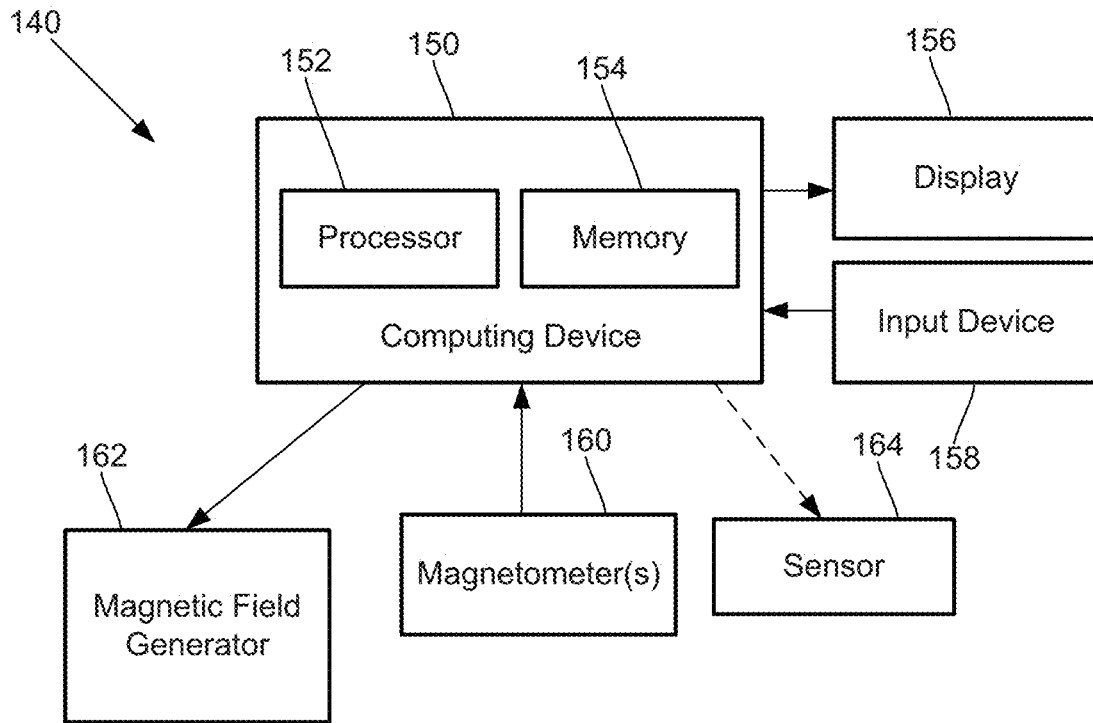 140
150
152
154
156
Display
Processor
Memory
Input Device
Computing Device
158
162
160
164
Magnetic Field
Generator
Magnetometer(s)
Sensor